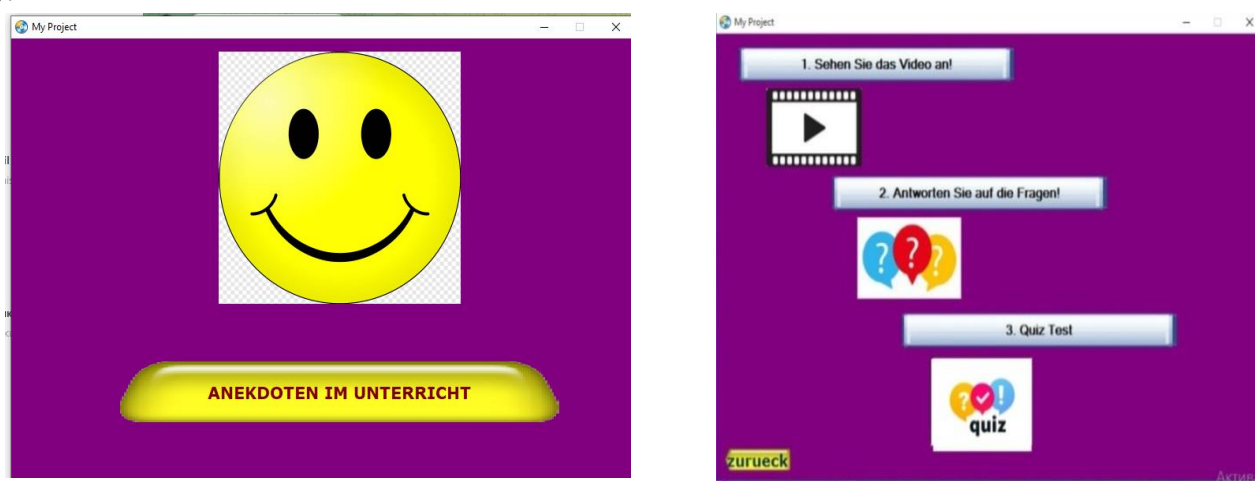 My Project
ANEKDOTEN IM UNTERRICHT
My Project
1. Sehen Sie das Video an!
2. Antworten Sie auf die Fragen!
3. Quiz Test
quiz
zurueck
Актив